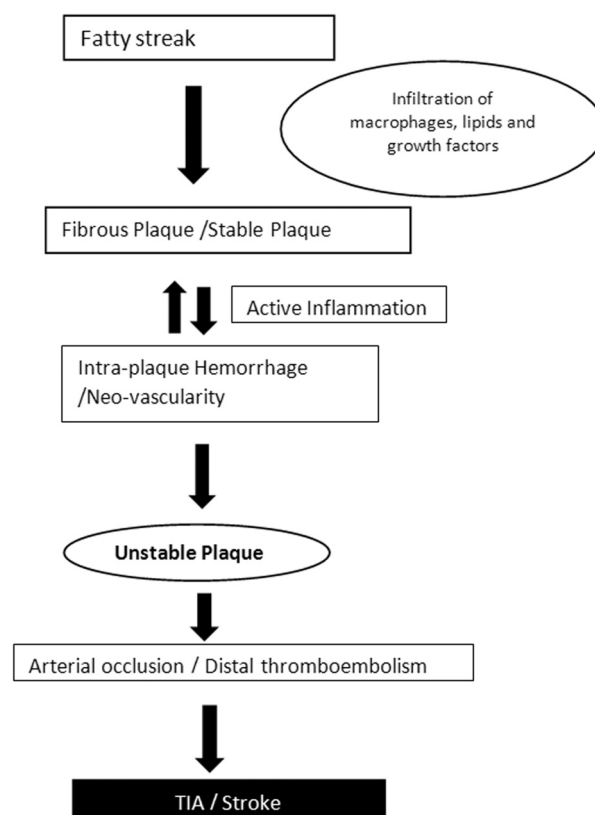 Fatty streak
Infiltration of
macrophages, lipids and
growth factors
Fibrous Plaque /Stable Plaque
Active Inflammation
Intra-plaque Hemorrhage
/Neo-vascularity
Unstable Plaque
Arterial occlusion / Distal thromboembolism
TIA / Stroke